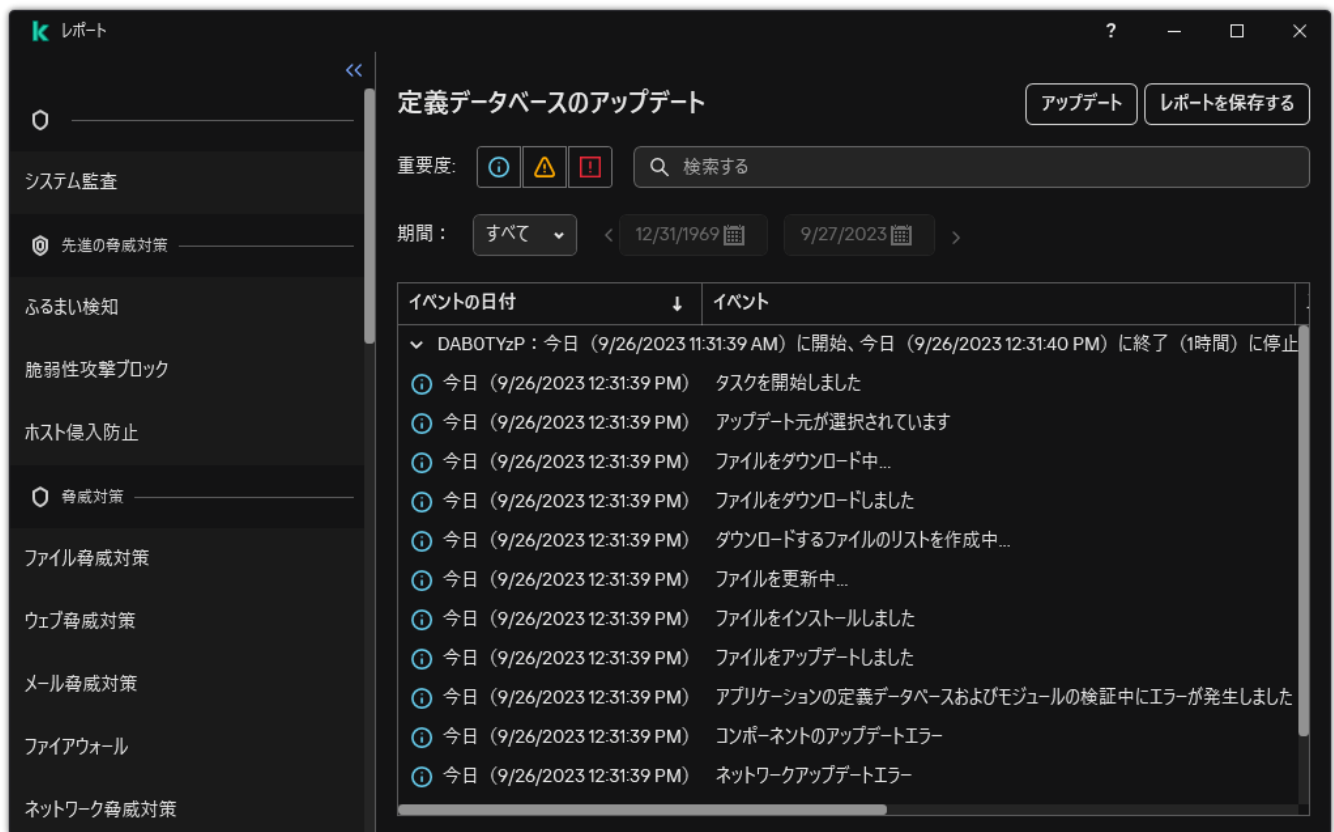 レポート
?
システム監査
先進の脅威対策
ふるまい検知
脆弱性攻撃ブロック
ホスト侵入防止
脅威対策
ファイル脅威対策
ウェブ脅威対策
メール脅威対策
ファイアウォール
ネットワーク脅威対策
定義データベースのアップデート
アップデート
レポートを保存する
重要度:
検索する
期間：
すべて
12/31/1969
9/27/2023
イベントの日付 ↓ イベント
DAB0TYzP：今日（9/26/2023 11:31:39 AM）に開始、今日（9/26/2023 12:31:40 PM）に終了（1時間）に停止
今日（9/26/2023 12:31:39 PM） タスクを開始しました
今日（9/26/2023 12:31:39 PM） アップデート元が選択されています
今日（9/26/2023 12:31:39 PM） ファイルをダウンロード中...
今日（9/26/2023 12:31:39 PM） ファイルをダウンロードしました
今日（9/26/2023 12:31:39 PM） ダウンロードするファイルのリストを作成中...
今日（9/26/2023 12:31:39 PM） ファイルを更新中...
今日（9/26/2023 12:31:39 PM） ファイルをインストールしました
今日（9/26/2023 12:31:39 PM） ファイルをアップデートしました
今日（9/26/2023 12:31:39 PM） アプリケーションの定義データベースおよびモジュールの検証中にエラーが発生しました
今日（9/26/2023 12:31:39 PM） コンポーネントのアップデートエラー
今日（9/26/2023 12:31:39 PM） ネットワークアップデートエラー